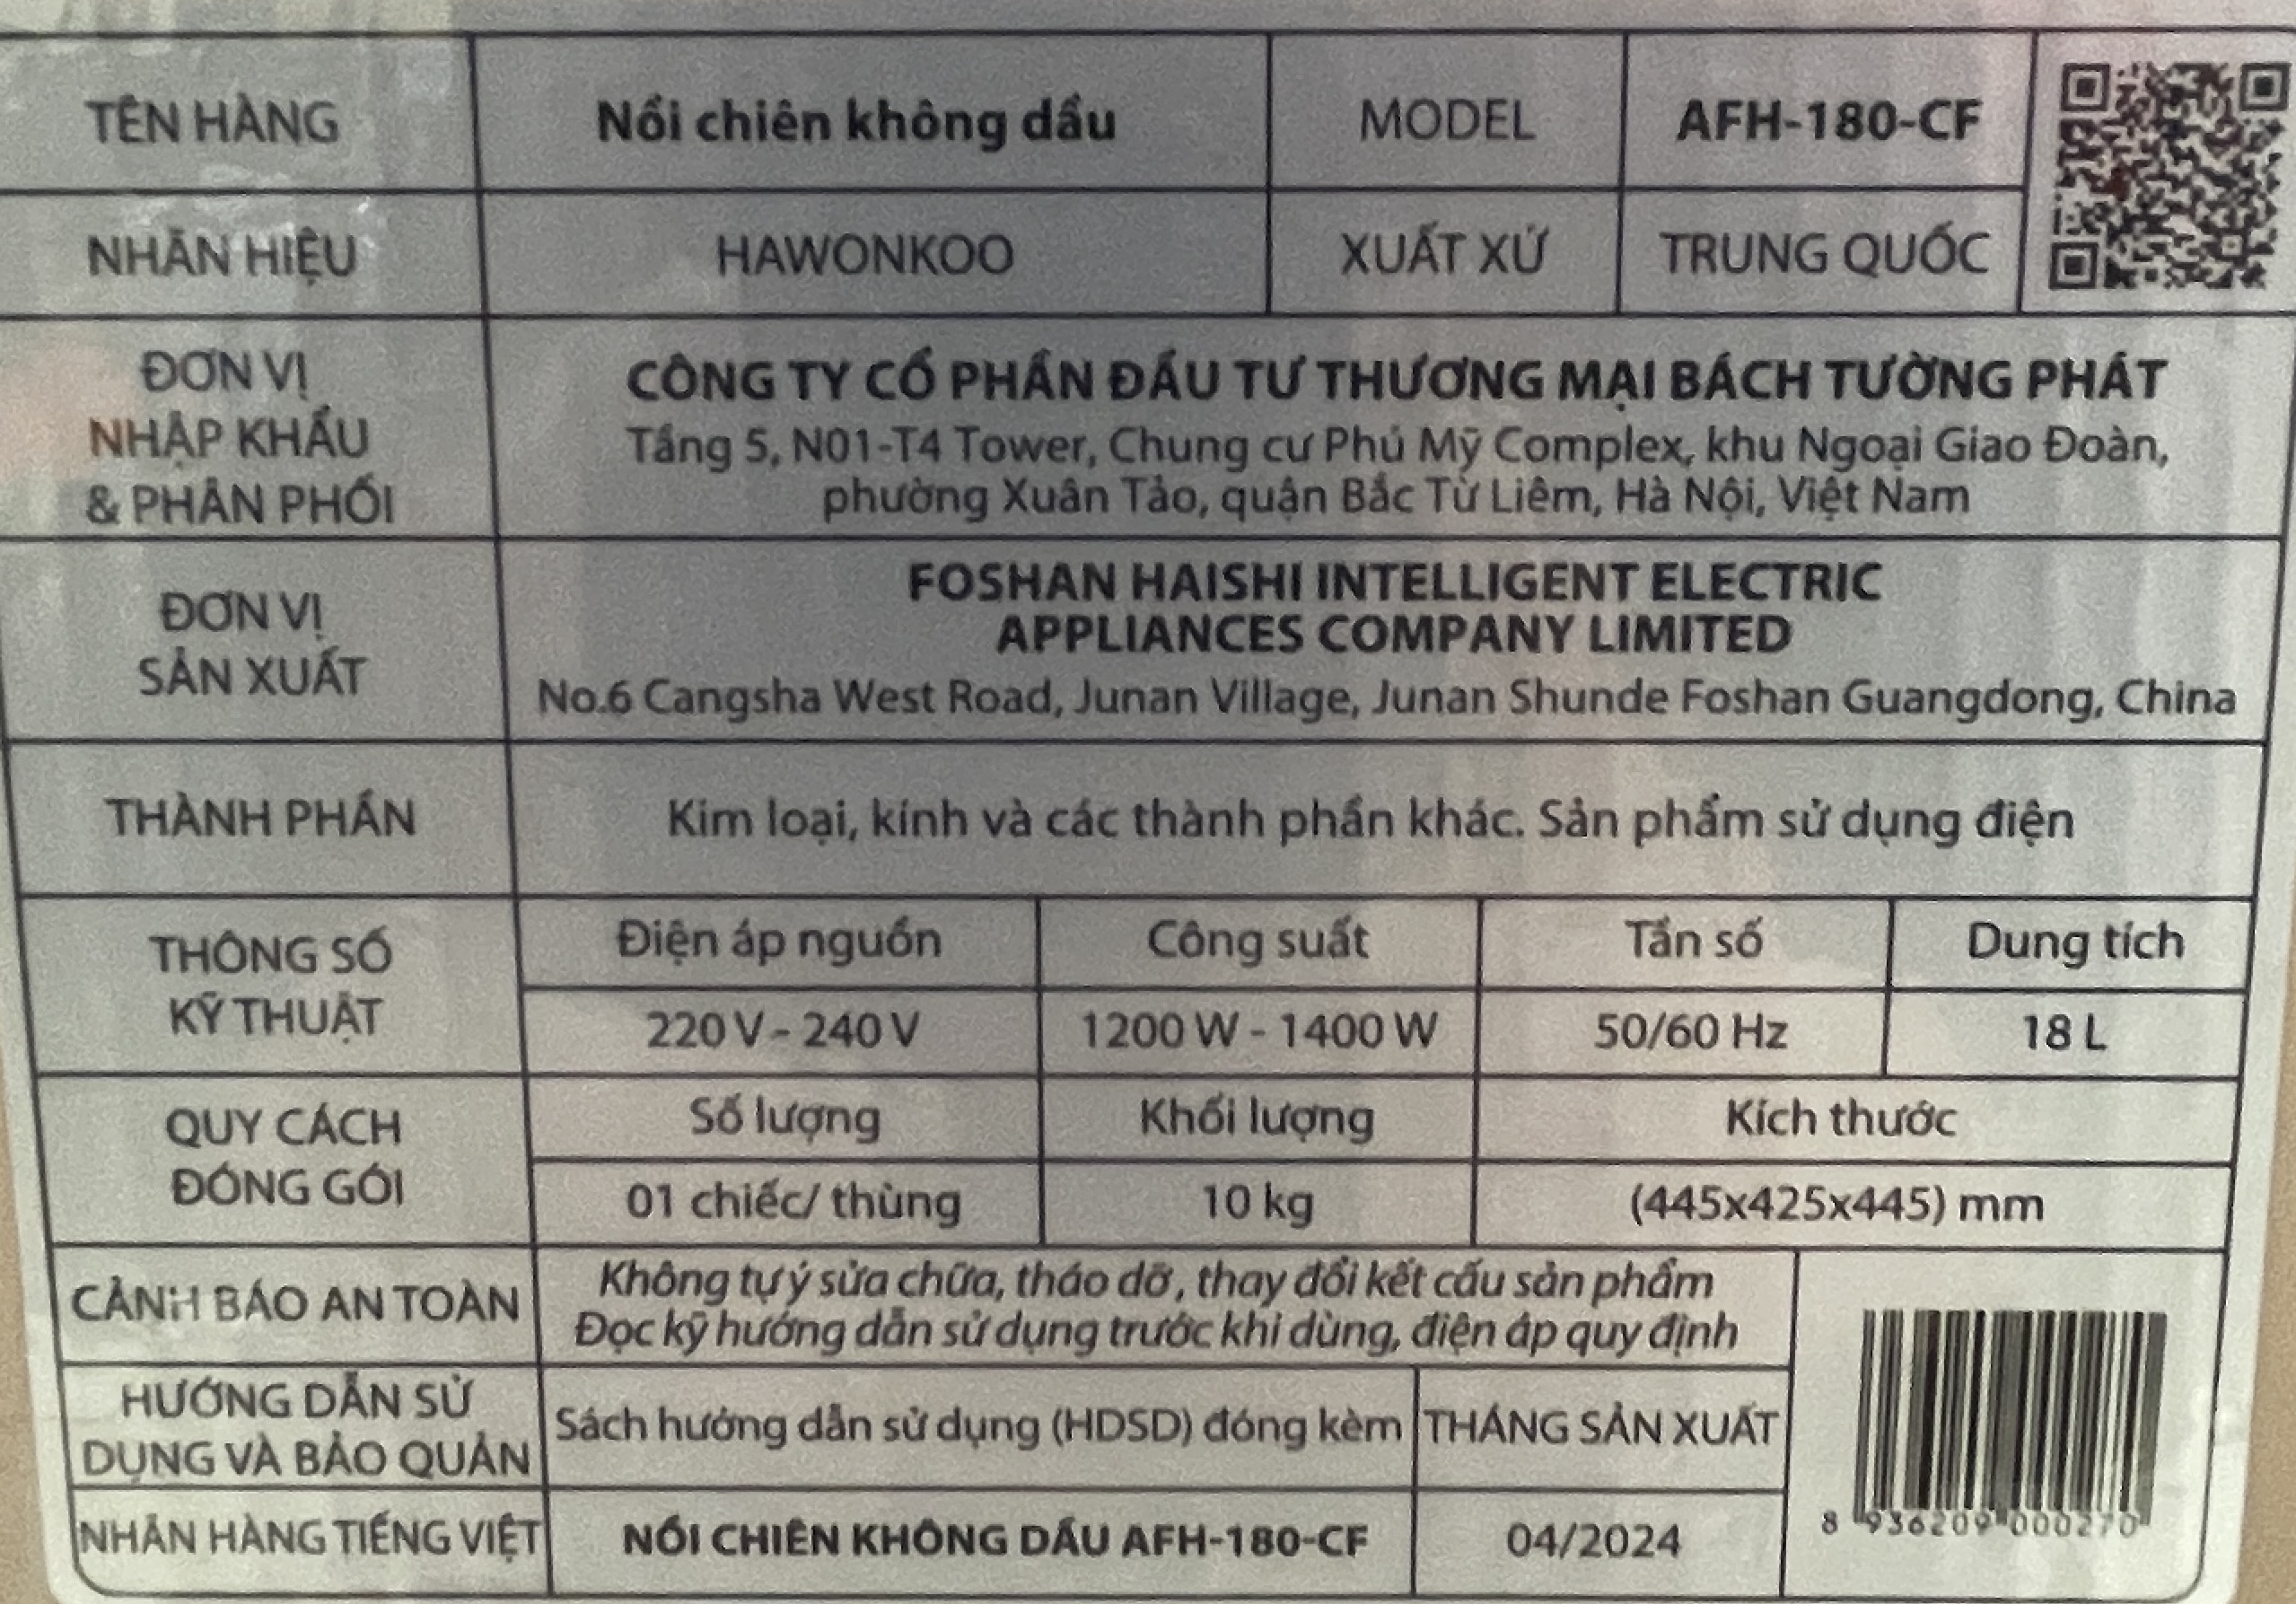 TÊN HÀNG
Nồi chiên không dầu
MODEL
AFH-180-CF
NHÃN HIỆU
HAWONKOO
XUẤT XỨ
TRUNG QUỐC
ĐƠN VỊ
NHẬP KHẨU
& PHÂN PHỐI
CÔNG TY CỔ PHẦN ĐẦU TƯ THƯƠNG MẠI BÁCH TƯỜNG PHÁT
Tầng 5, N01-T4 Tower, Chung cư Phú Mỹ Complex, khu Ngoại Giao Đoàn,
phường Xuân Tảo, quận Bắc Từ Liêm, Hà Nội, Việt Nam
ĐƠN VỊ
SẢN XUẤT
FOSHAN HAISHI INTELLIGENT ELECTRIC
APPLIANCES COMPANY LIMITED
No.6 Cangsha West Road, Junan Village, Junan Shunde Foshan Guangdong, China
THÀNH PHẦN
Kim loại, kính và các thành phần khác. Sản phẩm sử dụng điện
THÔNG SỐ
KỸ THUẬT
Điện áp nguồn
Công suất
Tần số
Dung tích
220 V - 240 V
1200 W - 1400 W
50/60 Hz
18 L
QUY CÁCH
ĐÓNG GÓI
Số lượng
Khối lượng
Kích thước
01 chiếc/ thùng
10 kg
(445x425x445) mm
CẢNH BÁO AN TOÀN
Không tự ý sửa chữa, tháo dỡ, thay đổi kết cấu sản phẩm
Đọc kỹ hướng dẫn sử dụng trước khi dùng, điện áp quy định
HƯỚNG DẪN SỬ
DỤNG VÀ BẢO QUẢN
Sách hướng dẫn sử dụng (HDSD) đóng kèm
THÁNG SẢN XUẤT
NHÃN HÀNG TIẾNG VIỆT
NỒI CHIÊN KHÔNG DẦU AFH-180-CF
04/2024
8 936209 000270